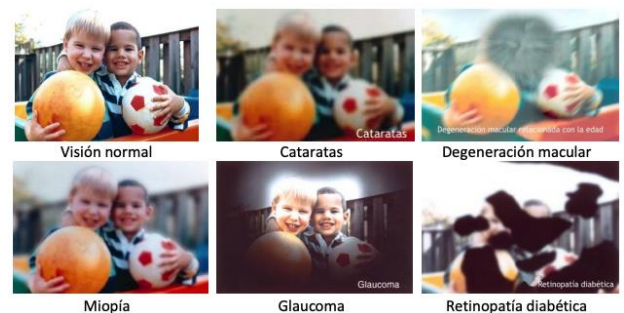 Cataratas
Degeneración macular relacionada con la edad
Visión normal
Cataratas
Degeneración macular
Glaucoma
Retinopatía diabética
Miopía
Glaucoma
Retinopatía diabética